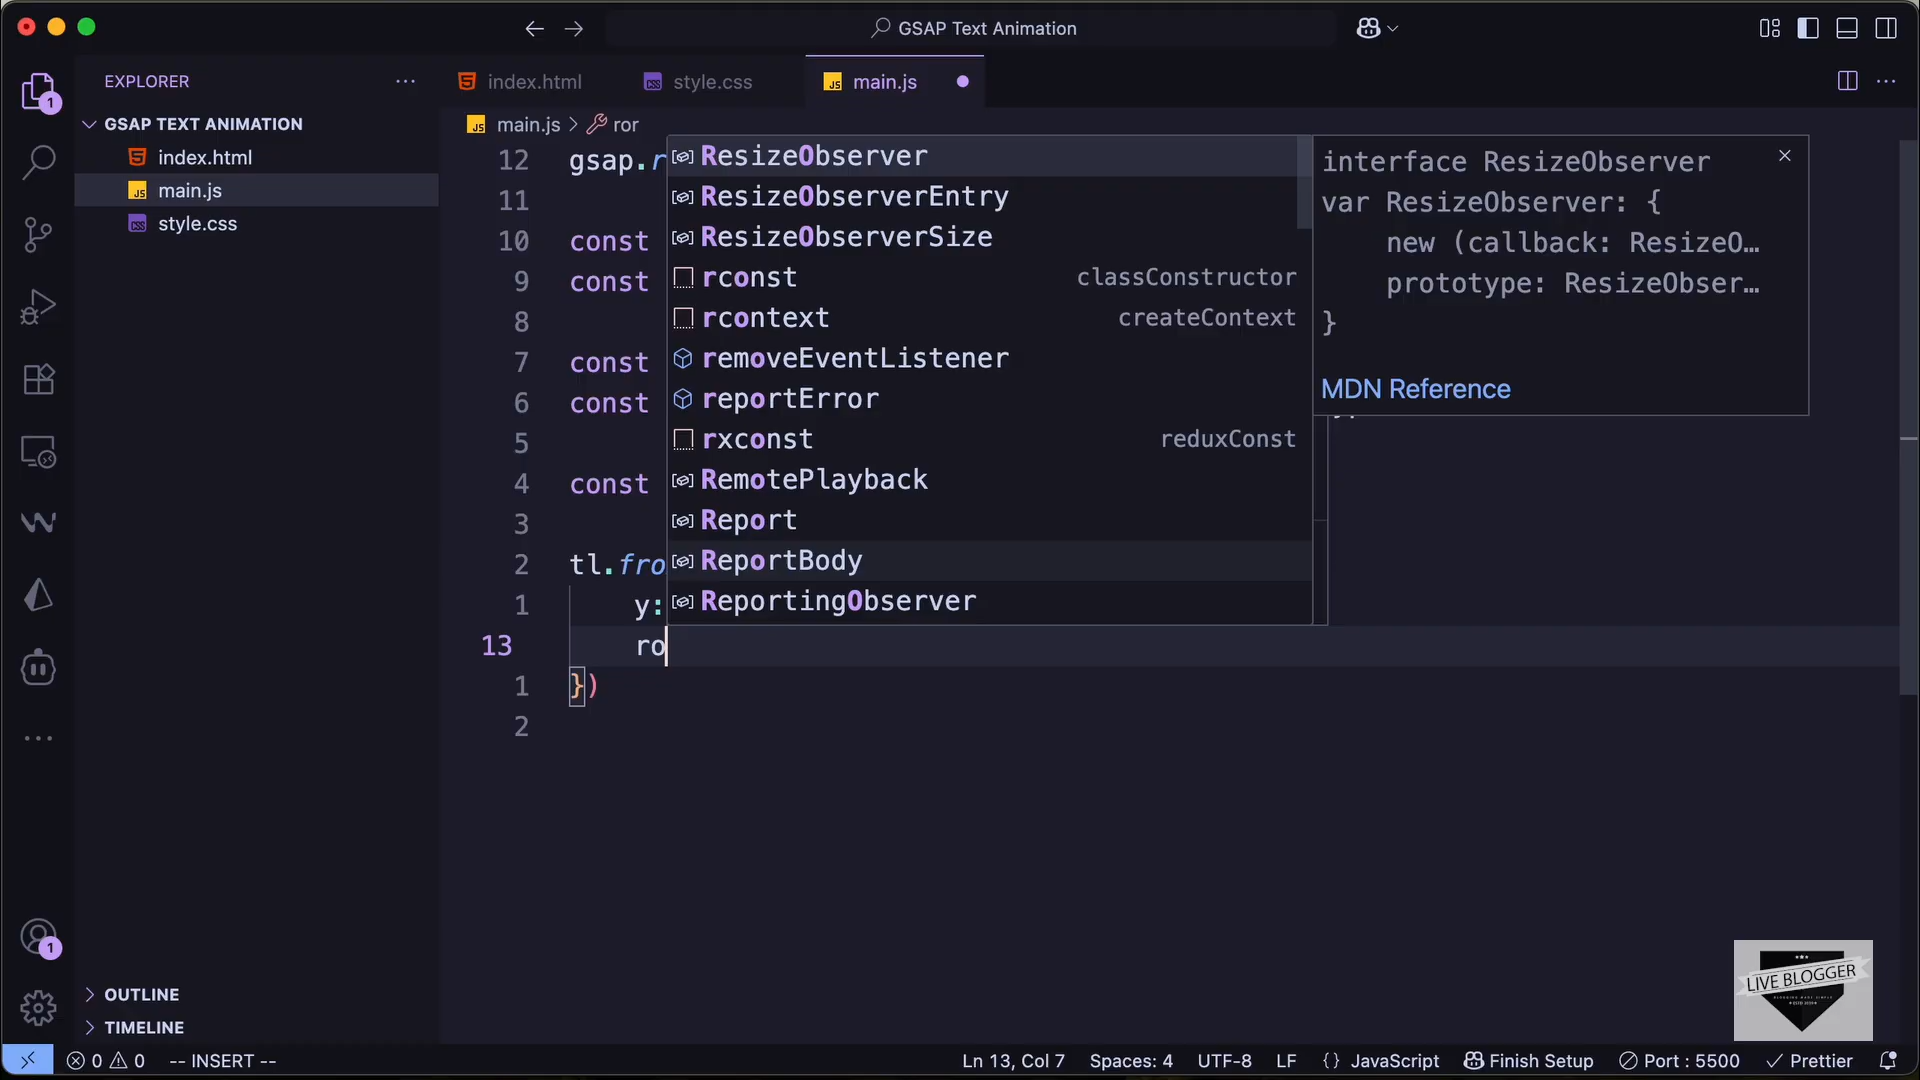 GSAP Text Animation
EXPLORER
index.html
style.css
main.js
1
GSAP TEXT ANIMATION
index.html
main.js
style.css
main.js > ror
12 gsap.r
11
10 const
9 const
8
7 const
6 const
5
4 const
3
2 tl.fro
1 y:
13 ro
1 })
2
ResizeObserver
ResizeObserverEntry
ResizeObserverSize
rconst classConstructor
rcontext createContext
removeEventListener
reportError
rxconst reduxConst
RemotePlayback
Report
ReportBody
ReportingObserver
interface ResizeObserver
var ResizeObserver: {
new (callback: ResizeO…
prototype: ResizeObser…
}
MDN Reference
1
OUTLINE
TIMELINE
LIVE BLOGGER
0 0 -- INSERT -- Ln 13, Col 7 Spaces: 4 UTF-8 LF {} JavaScript Finish Setup Port : 5500 Prettier